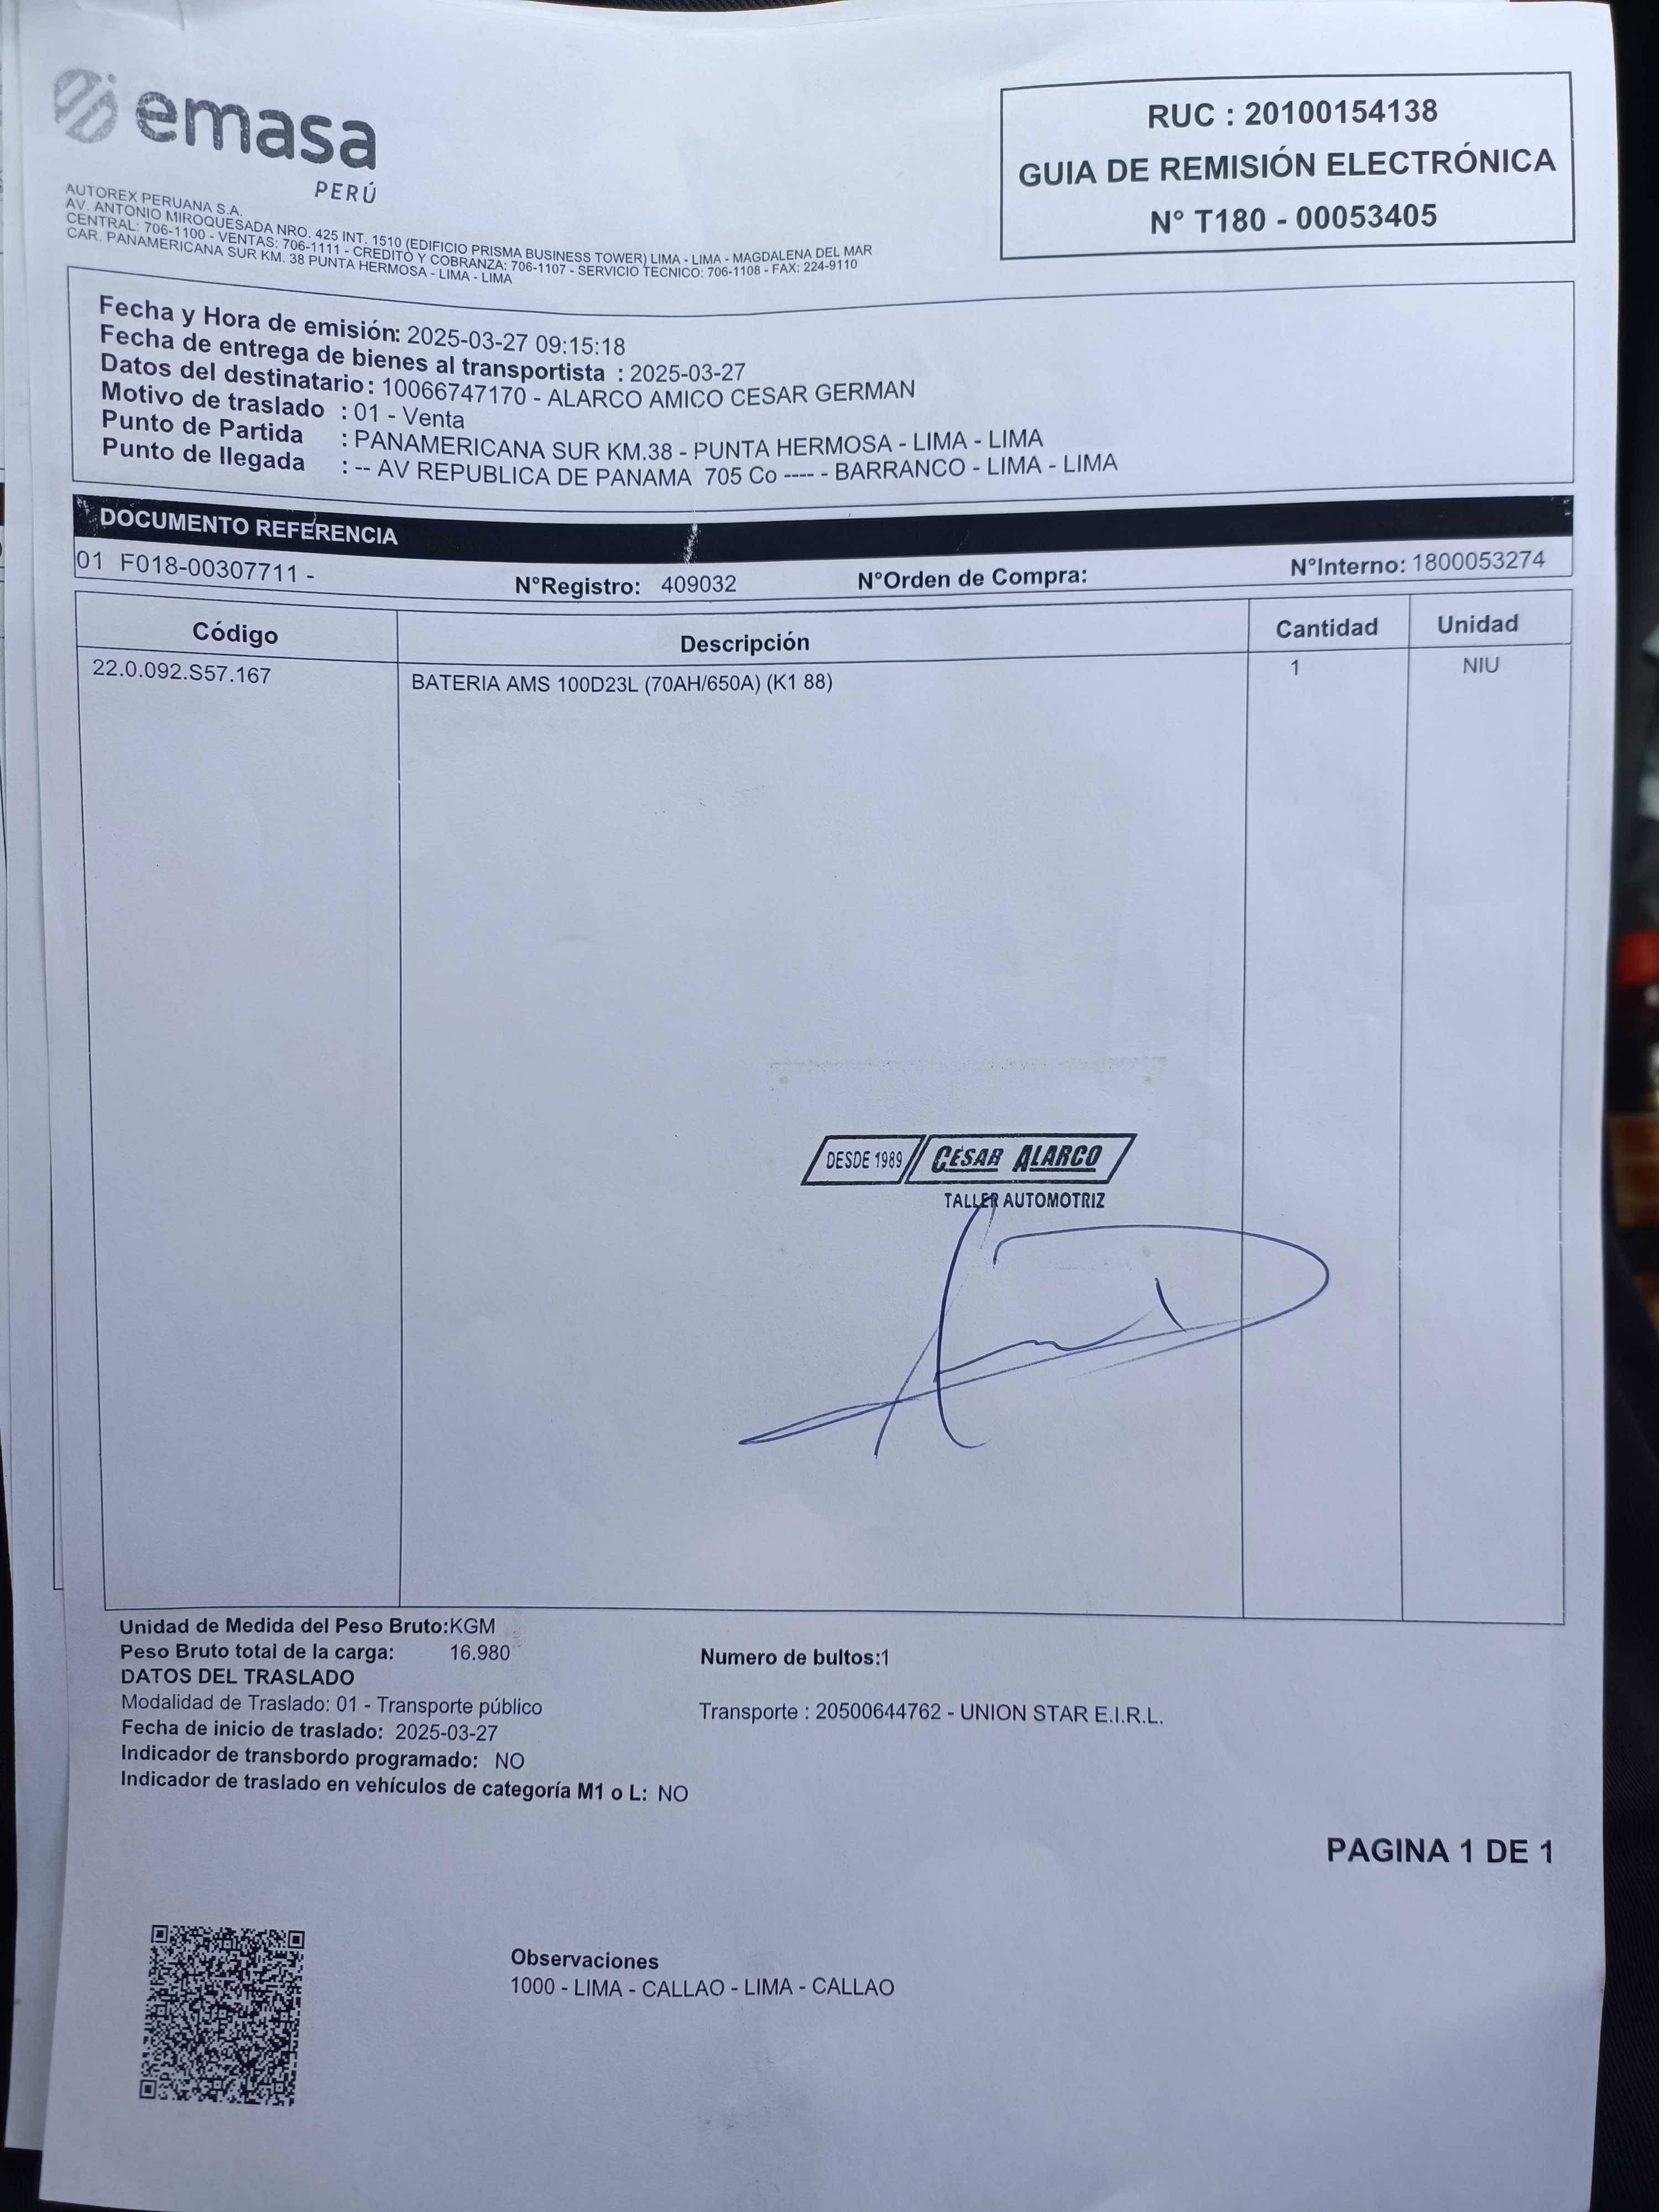 emasa
PERÚ
RUC : 20100154138
GUIA DE REMISIÓN ELECTRÓNICA
N° T180 - 00053405
AUTOREX PERUANA S.A.
AV. ANTONIO MIROQUESADA NRO. 425 INT. 1510 (EDIFICIO PRISMA BUSINESS TOWER) LIMA - LIMA - MAGDALENA DEL MAR
CENTRAL: 706-1100 - VENTAS: 706-1111 - CREDITO Y COBRANZA: 706-1107 - SERVICIO TECNICO: 706-1108 - FAX: 224-9110
CAR. PANAMERICANA SUR KM. 38 PUNTA HERMOSA - LIMA - LIMA
Fecha y Hora de emisión: 2025-03-27 09:15:18
Fecha de entrega de bienes al transportista : 2025-03-27
Datos del destinatario : 10066747170 - ALARCO AMICO CESAR GERMAN
Motivo de traslado : 01 - Venta
Punto de Partida : PANAMERICANA SUR KM.38 - PUNTA HERMOSA - LIMA - LIMA
Punto de llegada : -- AV REPUBLICA DE PANAMA 705 Co ---- - BARRANCO - LIMA - LIMA
DOCUMENTO REFERENCIA
01 F018-00307711 - N°Registro: 409032 N°Orden de Compra: N°Interno: 1800053274
Código Descripción Cantidad Unidad
22.0.092.S57.167 BATERIA AMS 100D23L (70AH/650A) (K1 88) 1 NIU
DESDE 1989 CESAR ALARCO
TALLER AUTOMOTRIZ
Unidad de Medida del Peso Bruto:KGM
Peso Bruto total de la carga: 16.980 Numero de bultos:1
DATOS DEL TRASLADO
Modalidad de Traslado: 01 - Transporte público Transporte : 20500644762 - UNION STAR E.I.R.L.
Fecha de inicio de traslado: 2025-03-27
Indicador de transbordo programado: NO
Indicador de traslado en vehículos de categoría M1 o L: NO
PAGINA 1 DE 1
Observaciones
1000 - LIMA - CALLAO - LIMA - CALLAO